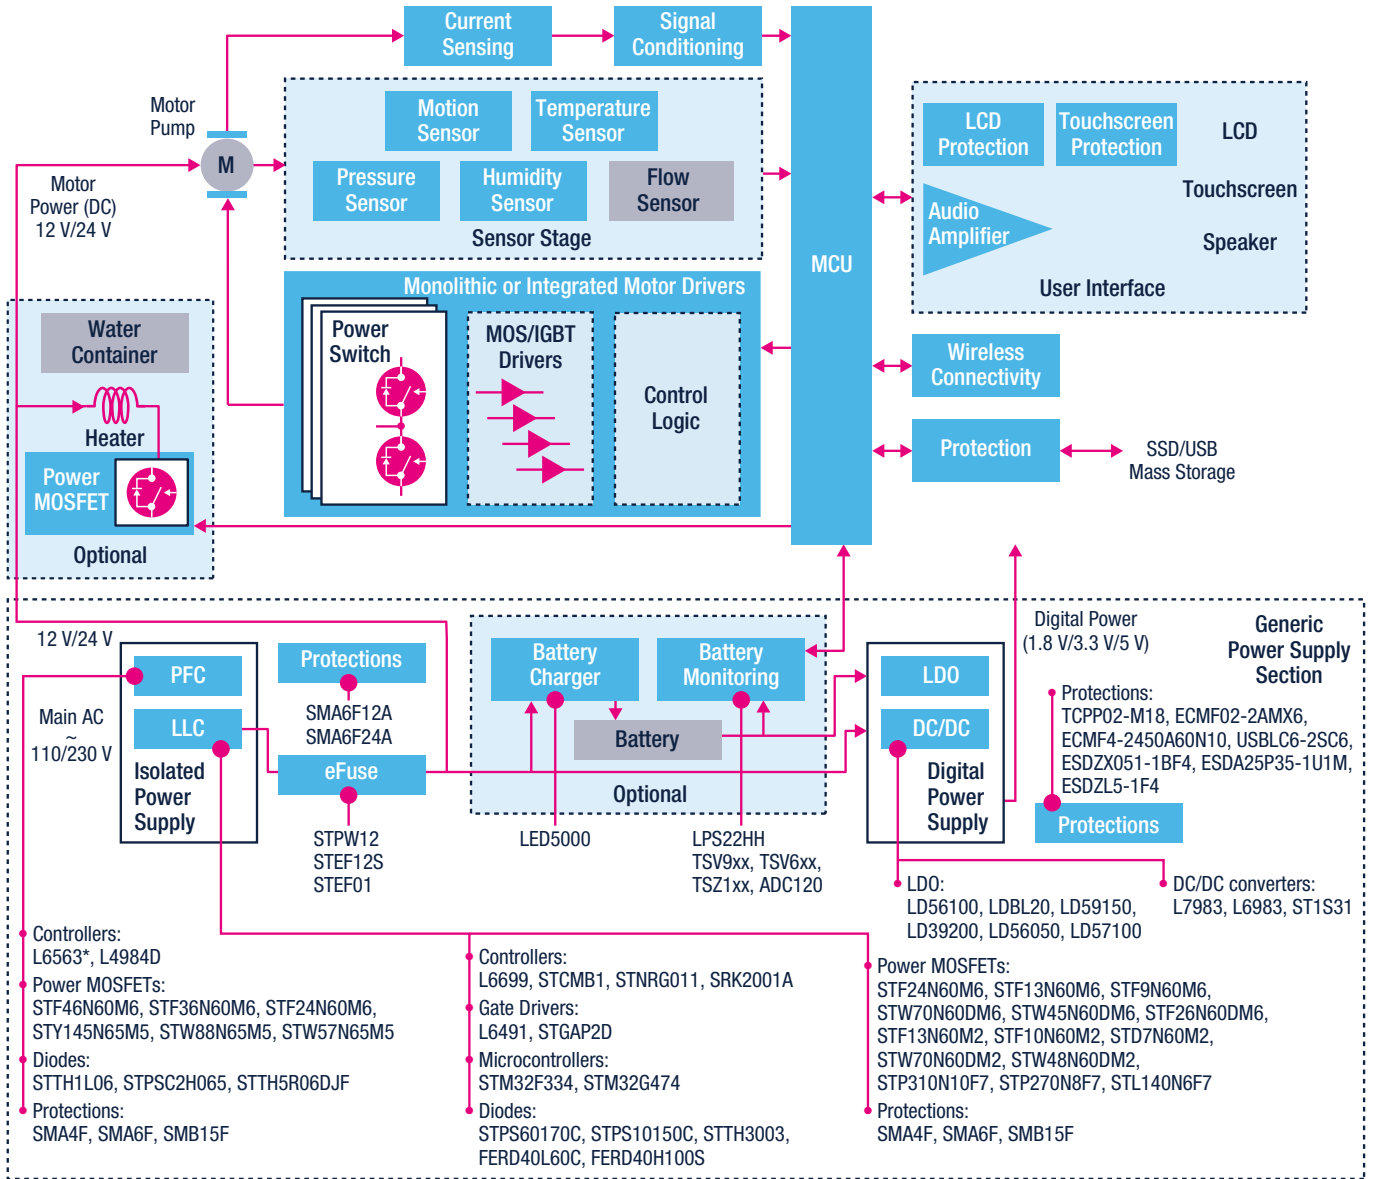 Current
Sensing
Signal
Conditioning
MCU
Motor
Pump
M
Motor
Power (DC)
12 V/24 V
Motion
Sensor
Temperature
Sensor
Pressure
Sensor
Humidity
Sensor
Flow
Sensor
Sensor Stage
LCD
Protection
Touchscreen
Protection
LCD
Touchscreen
Audio
Amplifier
Speaker
User Interface
Monolithic or Integrated Motor Drivers
Power
Switch
MOS/IGBT
Drivers
Control
Logic
Wireless
Connectivity
Protection
SSD/USB
Mass Storage
Water
Container
Heater
Power
MOSFET
Optional
Generic
Power Supply
Section
12 V/24 V
Main AC
~
110/230 V
PFC
LLC
Isolated
Power
Supply
Protections
SMA6F12A
SMA6F24A
eFuse
STPW12
STEF12S
STEF01
Battery
Charger
Battery
Monitoring
Battery
Optional
LED5000
LPS22HH
TSV9xx, TSV6xx,
TSZ1xx, ADC120
LDO
DC/DC
Digital
Power
Supply
Digital Power
(1.8 V/3.3 V/5 V)
Protections:
TCPP02-M18, ECMF02-2AMX6,
ECMF4-2450A60N10, USBLC6-2SC6,
ESDZX051-1BF4, ESDA25P35-1U1M,
ESDZL5-1F4
Protections
LDO:
LD56100, LDBL20, LD59150,
LD39200, LD56050, LD57100
DC/DC converters:
L7983, L6983, ST1S31
Controllers:
L6563*, L4984D
Power MOSFETs:
STF46N60M6, STF36N60M6, STF24N60M6,
STY145N65M5, STW88N65M5, STW57N65M5
Diodes:
STTH1L06, STPSC2H065, STTH5R06DJF
Protections:
SMA4F, SMA6F, SMB15F
Controllers:
L6699, STCMB1, STNRG011, SRK2001A
Gate Drivers:
L6491, STGAP2D
Microcontrollers:
STM32F334, STM32G474
Diodes:
STPS60170C, STPS10150C, STTH3003,
FERD40L60C, FERD40H100S
Power MOSFETs:
STF24N60M6, STF13N60M6, STF9N60M6,
STW70N60DM6, STW45N60DM6, STF26N60DM6,
STF13N60M2, STF10N60M2, STD7N60M2,
STW70N60DM2, STW48N60DM2,
STP310N10F7, STP270N8F7, STL140N6F7
Protections:
SMA4F, SMA6F, SMB15F